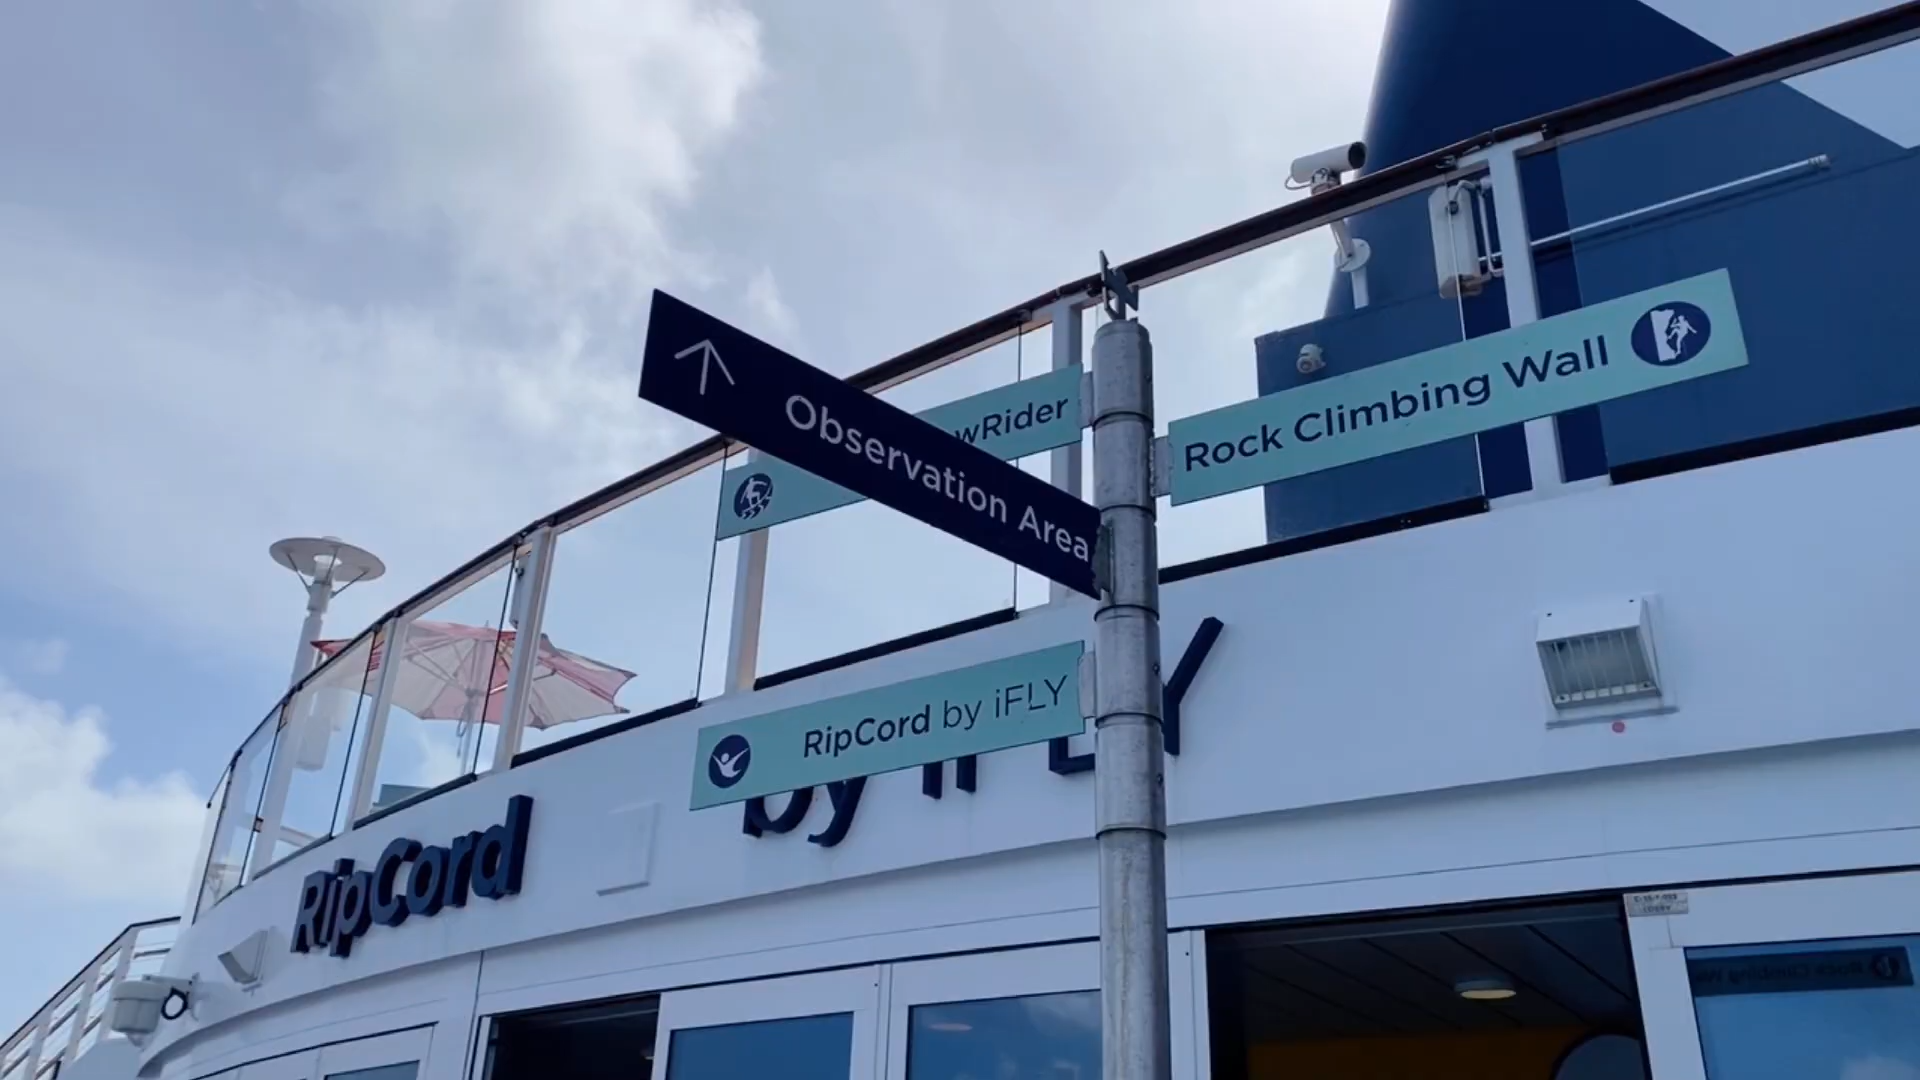 Observation Area
wRider
Rock Climbing Wall
RipCord by iFLY
RipCord
by iFLY